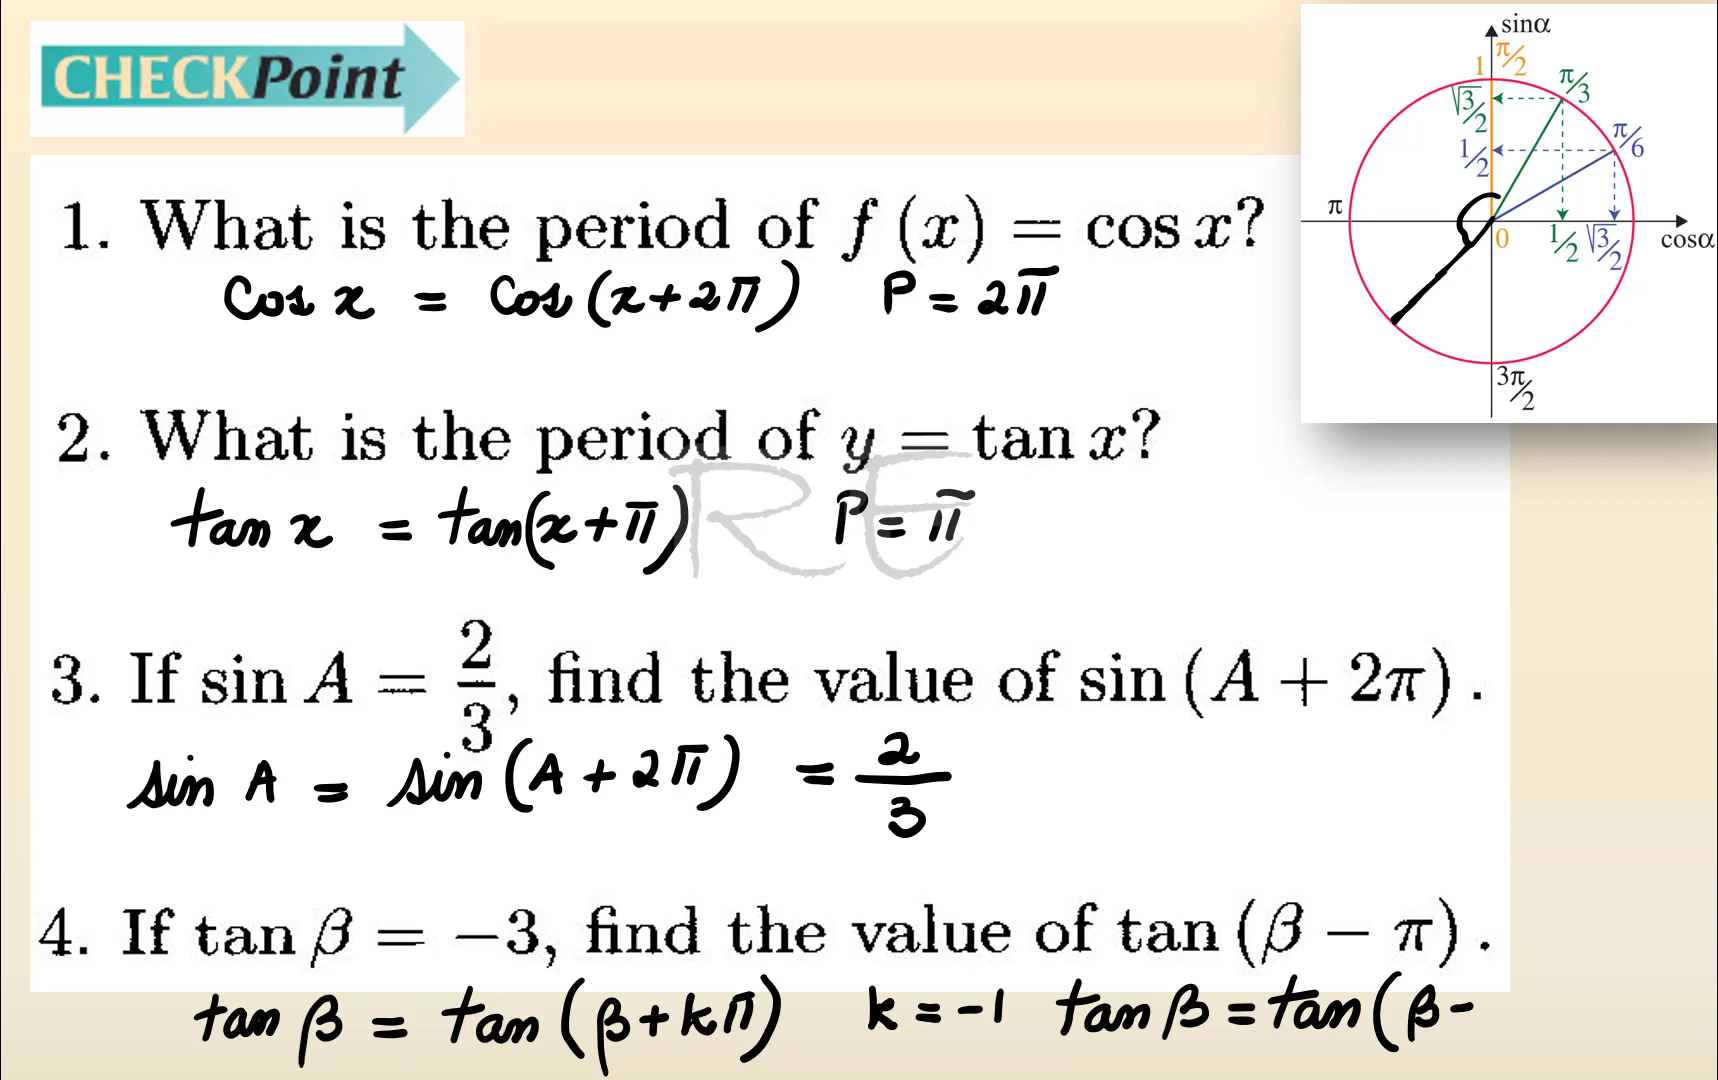 CHECKPoint
1. What is the period of f (x) = cos x?
cos x = cos (x+2π) P = 2π
2. What is the period of y = tan x?
tan x = tan(x+π) P = π
RE
3. If sin A = 2/3, find the value of sin (A + 2π).
sin A = sin (A + 2π) = 2/3
4. If tan β = −3, find the value of tan (β − π).
tan β = tan (β+kπ) k = -1 tan β = tan ( β -
sinα
π/2
1
π/3
√3/2
π/6
1/2
π
0
1/2
√3/2
cosα
3π/2